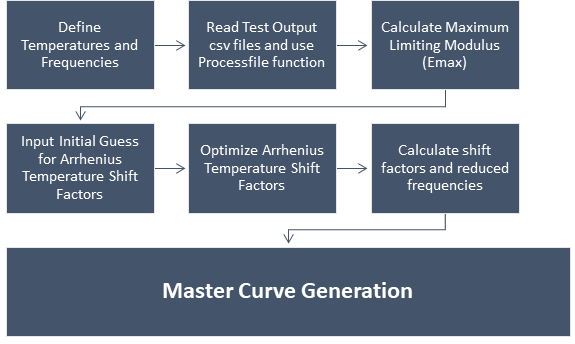 Define
Temperatures and
Frequencies
Read Test Output
csv files and use
Processfile function
Calculate Maximum
Limiting Modulus
(Emax)
Input Initial Guess
for Arrhenius
Temperature Shift
Factors
Optimize Arrhenius
Temperature Shift
Factors
Calculate shift
factors and reduced
frequencies
Master Curve Generation